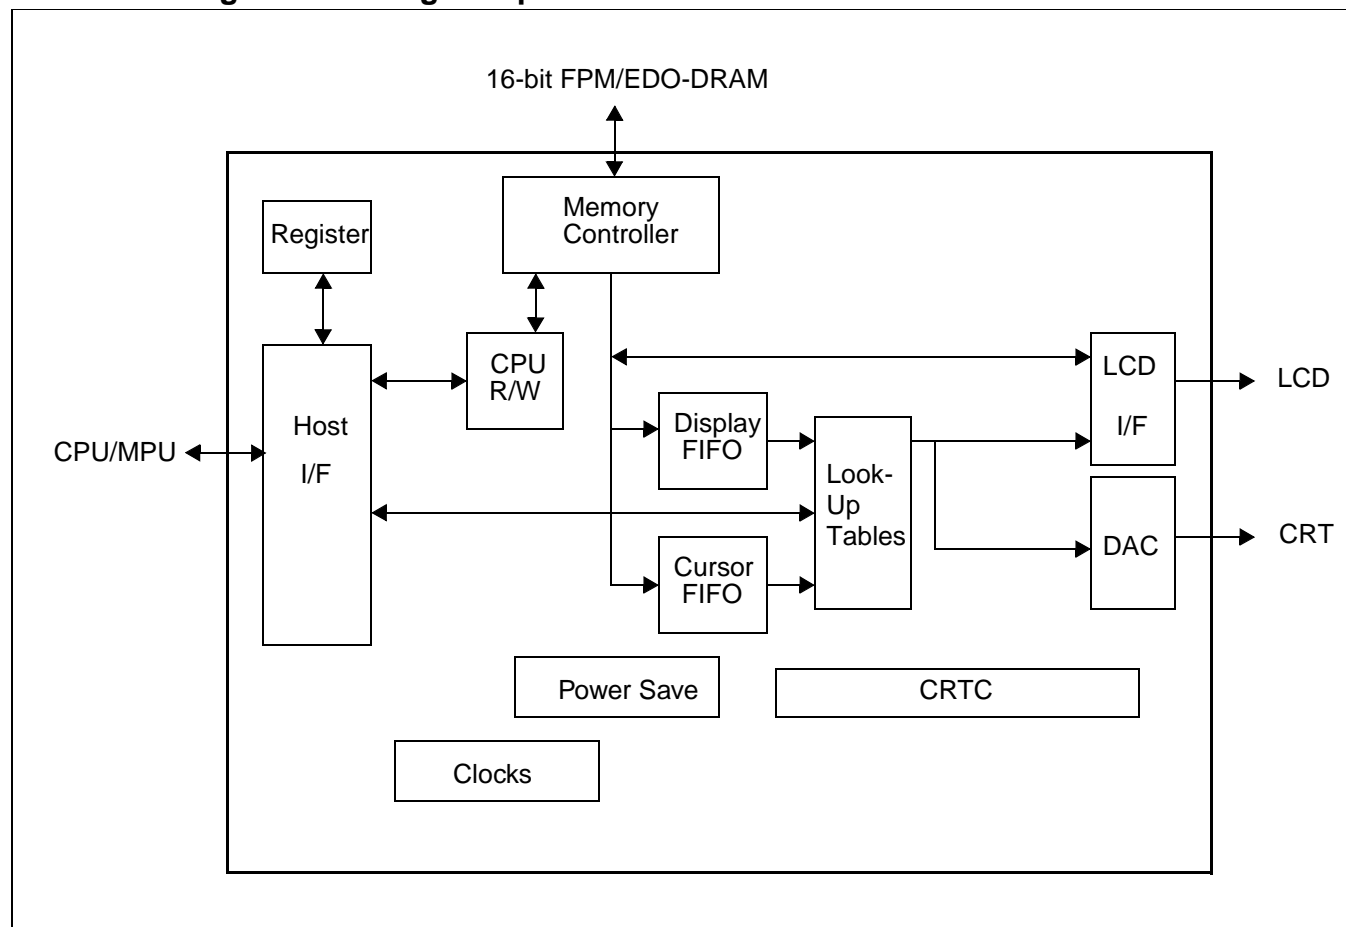 16-bit FPM/EDO-DRAM
Memory
Controller
Register
CPU
R/W
LCD
I/F
LCD
Host
I/F
CPU/MPU
Display
FIFO
Look-
Up
Tables
DAC
CRT
Cursor
FIFO
Power Save
CRTC
Clocks